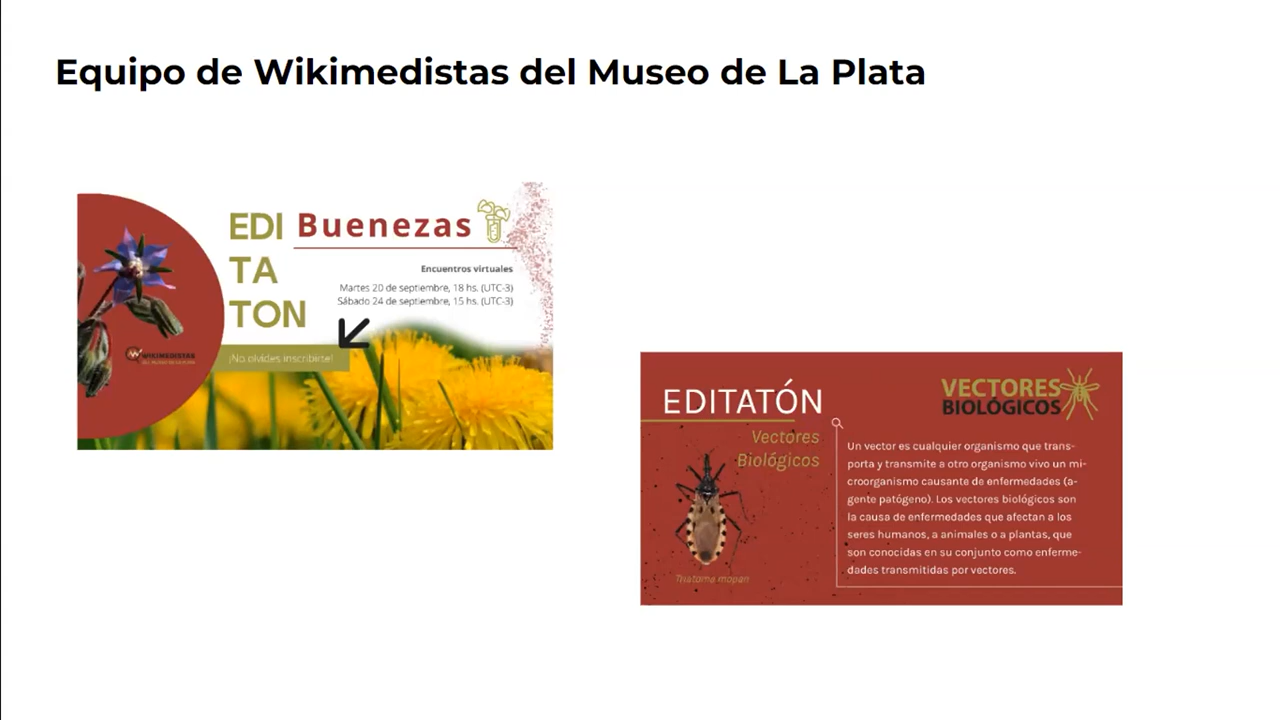 Equipo de Wikimedistas del Museo de La Plata
EDI
TA
TON
Buenezas
Encuentros virtuales
Martes 20 de septiembre, 18 hs. (UTC-3)
Sábado 24 de septiembre, 15 hs. (UTC-3)
¡No olvides inscribirte!
WIKIMEDISTAS
EDITATÓN
Vectores
Biológicos
Triatoma mopan
VECTORES
BIOLÓGICOS
Un vector es cualquier organismo que trans-
porta y transmite a otro organismo vivo un mi-
croorganismo causante de enfermedades (a-
gente patógeno). Los vectores biológicos son
la causa de enfermedades que afectan a los
seres humanos, a animales o a plantas, que
son conocidas en su conjunto como enferme-
dades transmitidas por vectores.